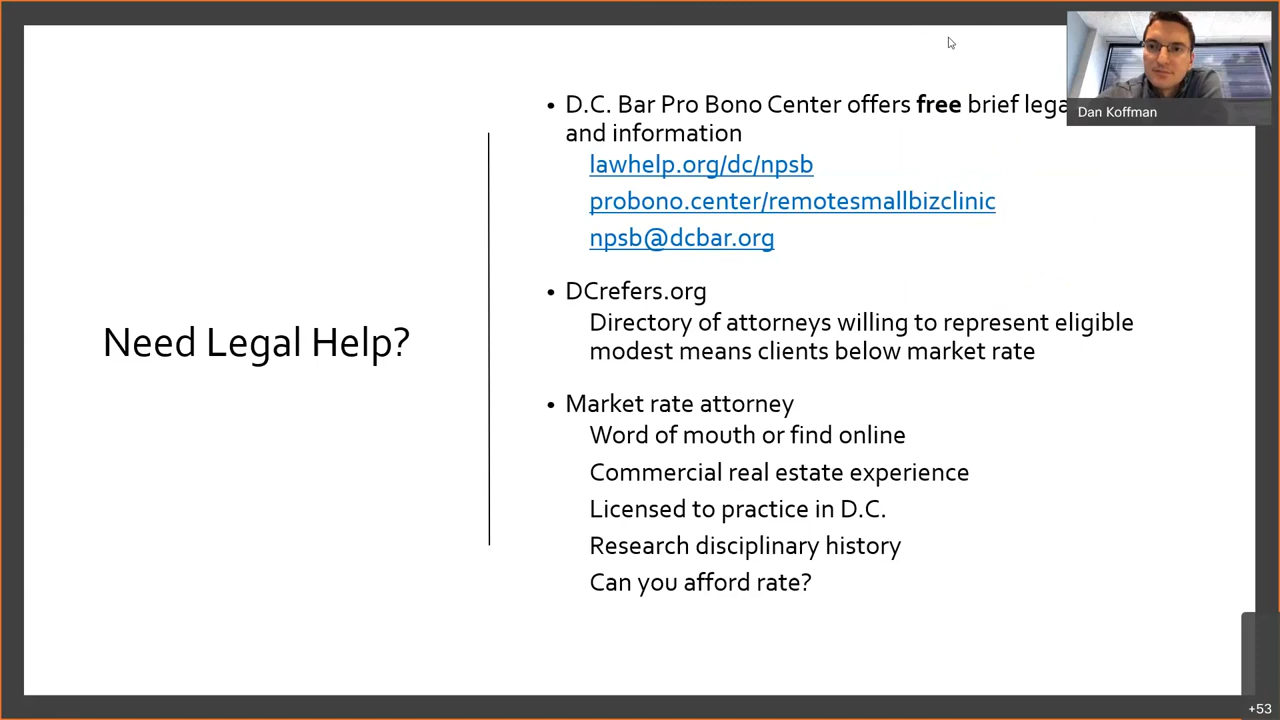 Dan Koffman
• D.C. Bar Pro Bono Center offers free brief lega
and information
lawhelp.org/dc/npsb
probono.center/remotesmallbizclinic
npsb@dcbar.org
• DCrefers.org
Directory of attorneys willing to represent eligible
modest means clients below market rate
Need Legal Help?
• Market rate attorney
Word of mouth or find online
Commercial real estate experience
Licensed to practice in D.C.
Research disciplinary history
Can you afford rate?
+53